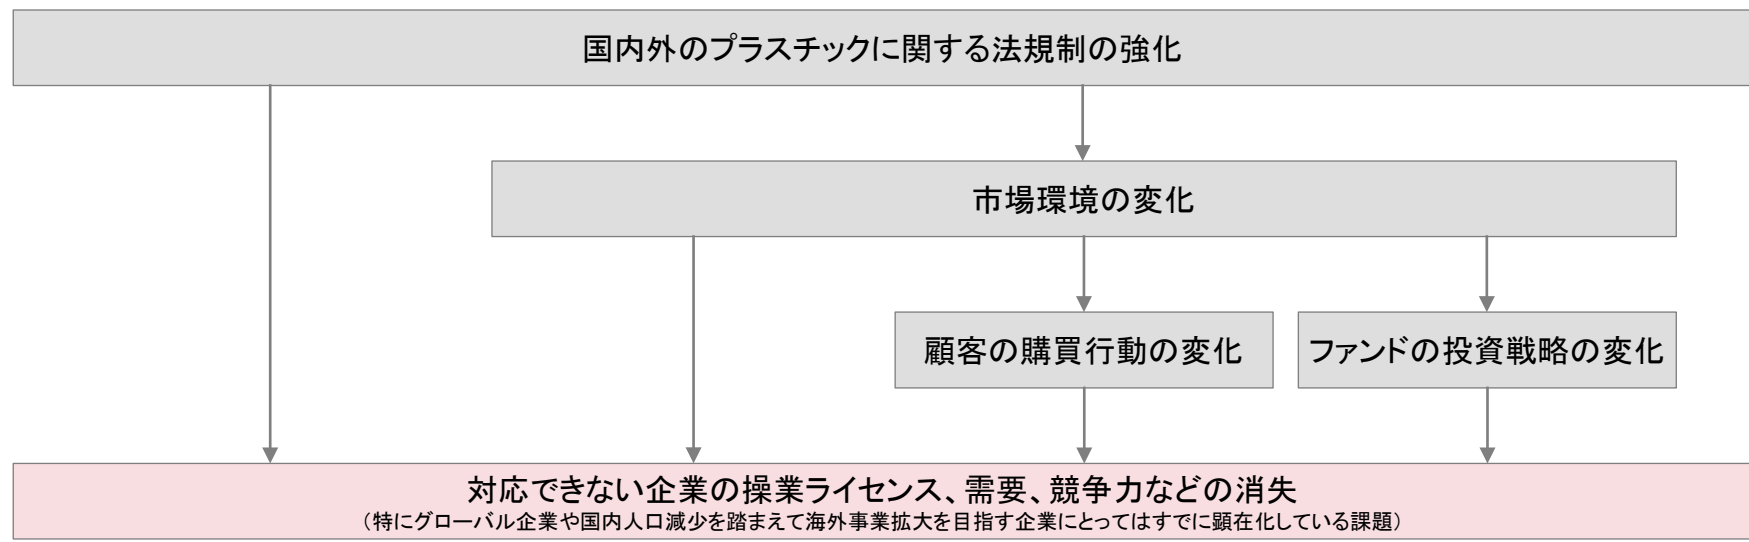 国内外のプラスチックに関する法規制の強化
市場環境の変化
顧客の購買行動の変化
ファンドの投資戦略の変化
対応できない企業の操業ライセンス、需要、競争力などの消失
（特にグローバル企業や国内人口減少を踏まえて海外事業拡大を目指す企業にとってはすでに顕在化している課題）